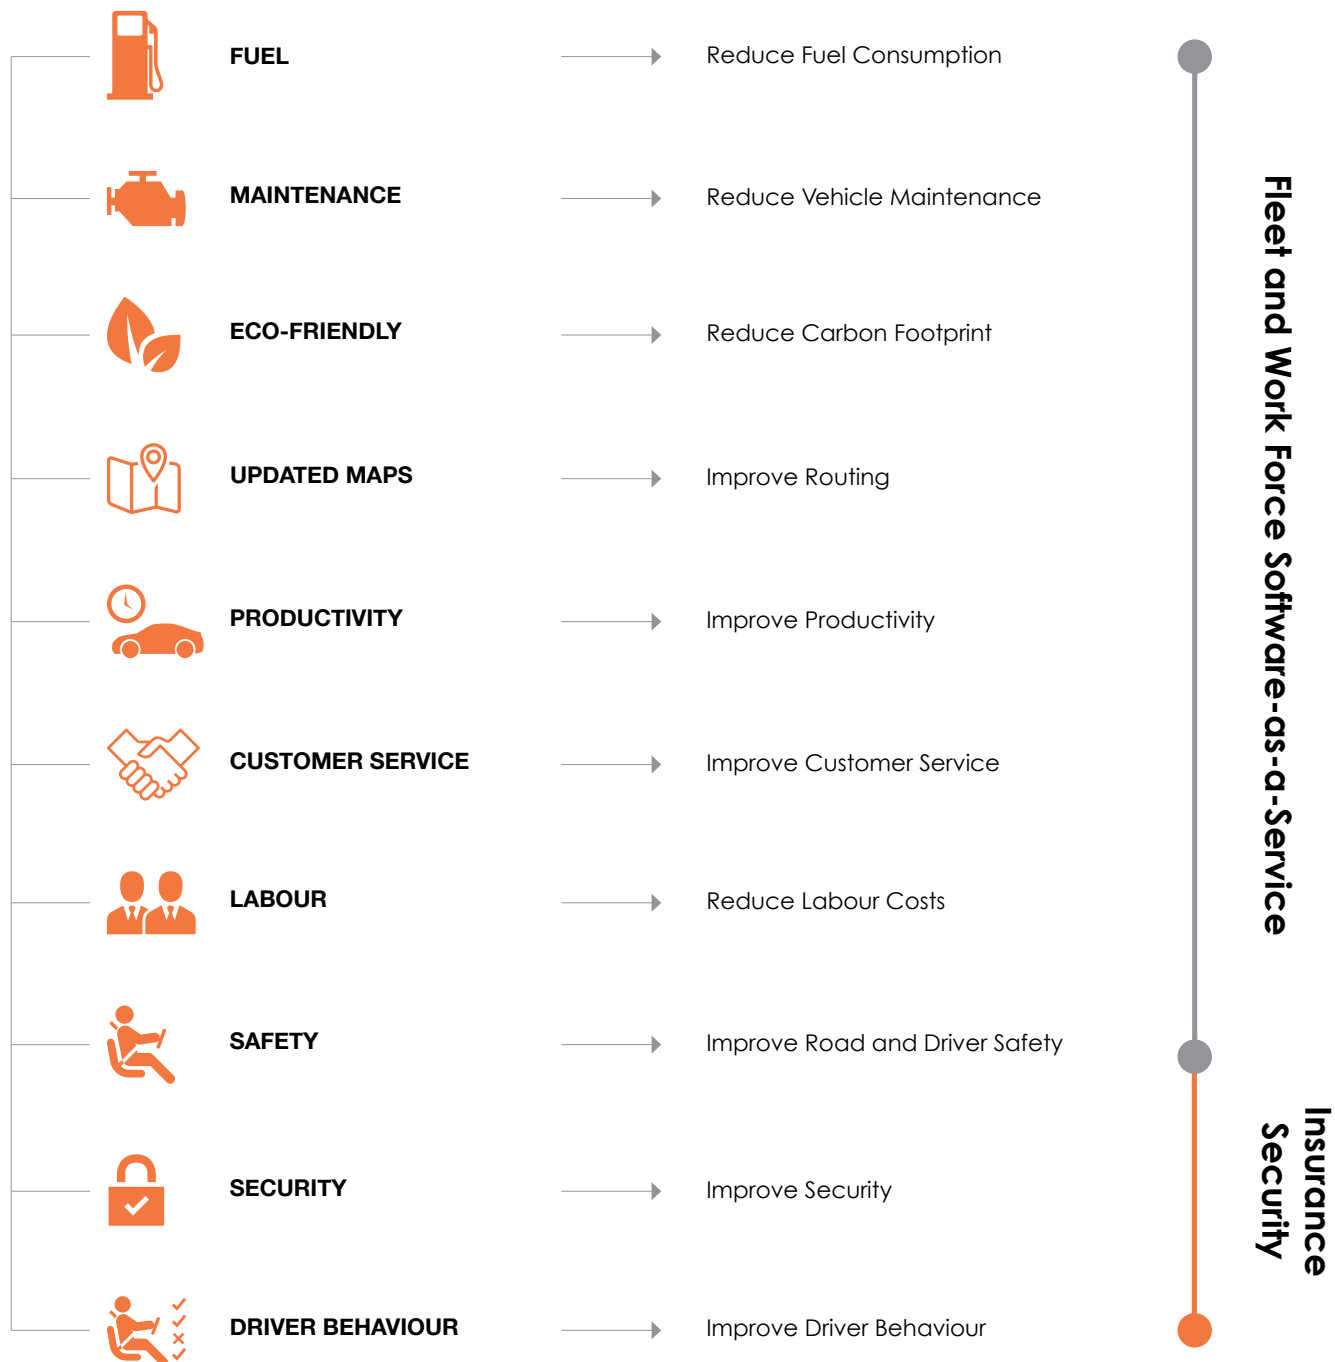 FUEL
Reduce Fuel Consumption
MAINTENANCE
Reduce Vehicle Maintenance
ECO-FRIENDLY
Reduce Carbon Footprint
UPDATED MAPS
Improve Routing
PRODUCTIVITY
Improve Productivity
CUSTOMER SERVICE
Improve Customer Service
LABOUR
Reduce Labour Costs
SAFETY
Improve Road and Driver Safety
SECURITY
Improve Security
DRIVER BEHAVIOUR
Improve Driver Behaviour
Fleet and Work Force Software-as-a-Service
Insurance
Security